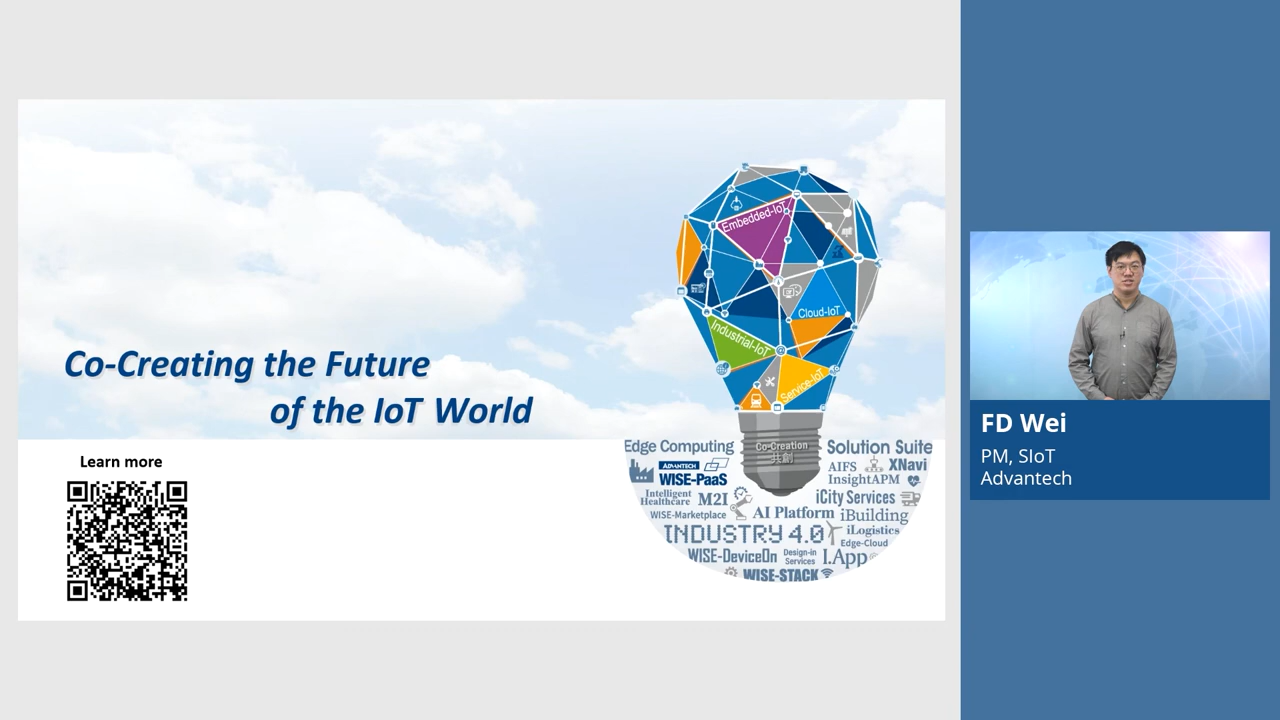 Co-Creating the Future
of the IoT World
Learn more
Embedded-IoT
Cloud-IoT
Industrial-IoT
Service-IoT
Co-Creation
共創
Edge Computing
Solution Suite
ADVANTECH
WISE-PaaS
AIFS
XNavi
InsightAPM
Intelligent
Healthcare
M2I
iCity Services
WISE-Marketplace
AI Platform
iBuilding
INDUSTRY 4.0
iLogistics
Edge-Cloud
WISE-DeviceOn
Design-in
Services
I.App
WISE-STACK
FD Wei
PM, SIoT
Advantech